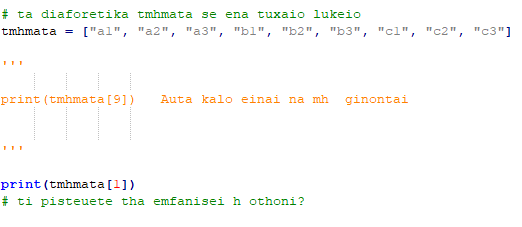 # ta diaforetika tmhmata se ena tuxaio lukeio
tmhmata = ["a1", "a2", "a3", "b1", "b2", "b3", "c1", "c2", "c3"]
'''
print(tmhmata[9])   Auta kalo einai na mh  ginontai
'''
print(tmhmata[1])
# ti pisteuete tha emfanisei h othoni?